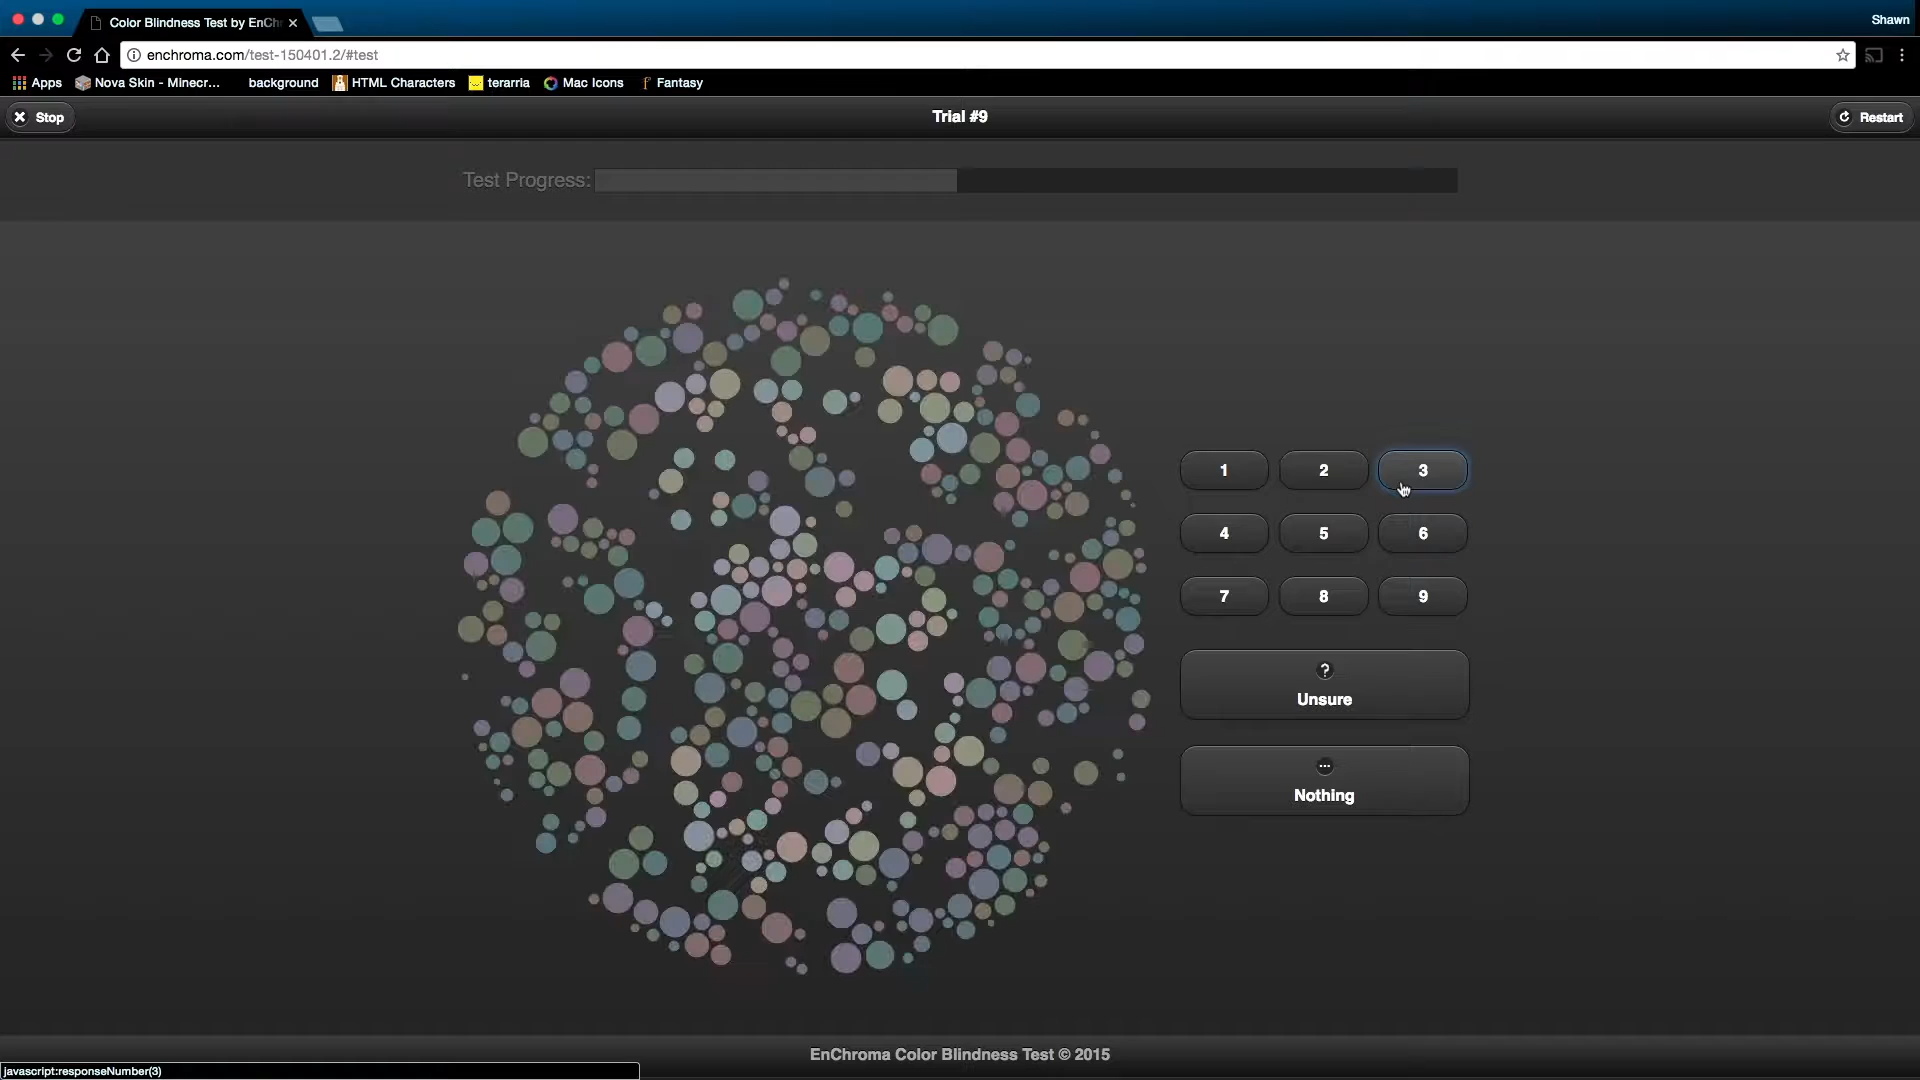 Color Blindness Test by EnCh
Shawn
enchroma.com/test-150401.2/#test
Apps Nova Skin - Minecr... background HTML Characters terarria Mac Icons f Fantasy
Stop Trial #9 Restart
Test Progress:
1 2 3
4 5 6
7 8 9
?
Unsure
...
Nothing
EnChroma Color Blindness Test © 2015
javascript:responseNumber(3)